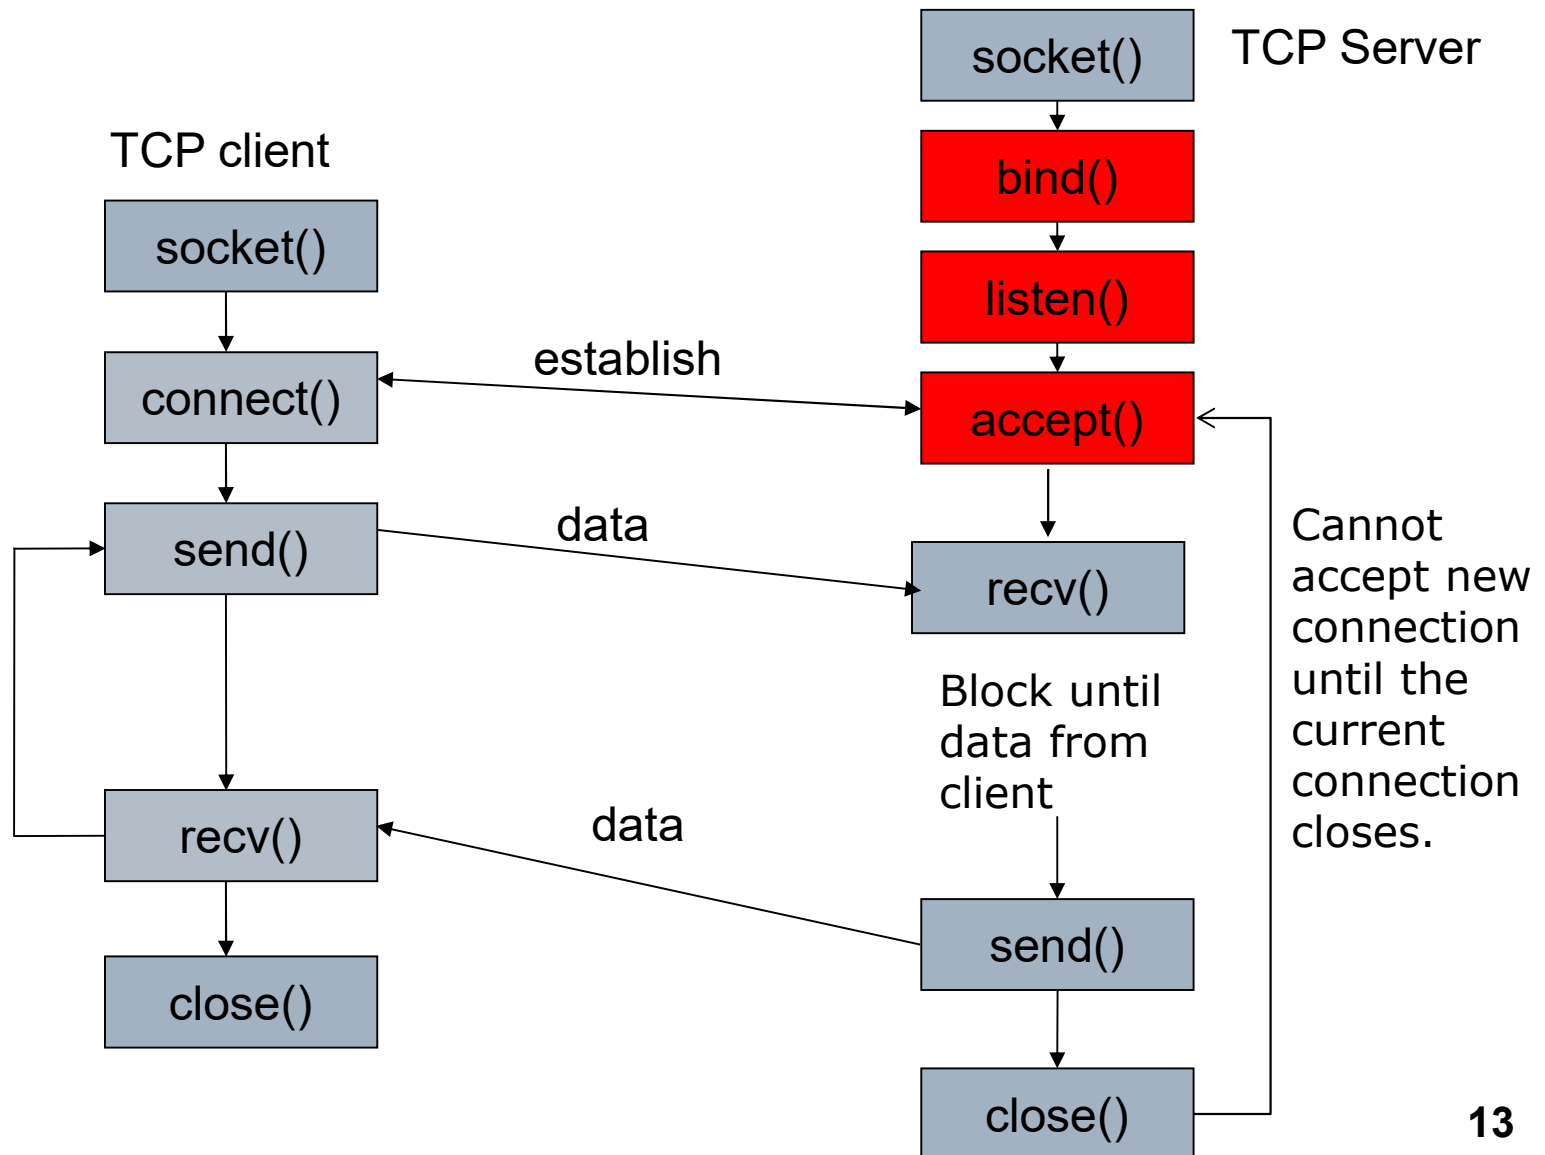 socket()
TCP Server
TCP client
bind()
socket()
listen()
connect()
establish
accept()
send()
data
recv()
Cannot
accept new
connection
until the
current
connection
closes.
Block until
data from
client
recv()
data
send()
close()
close()
13